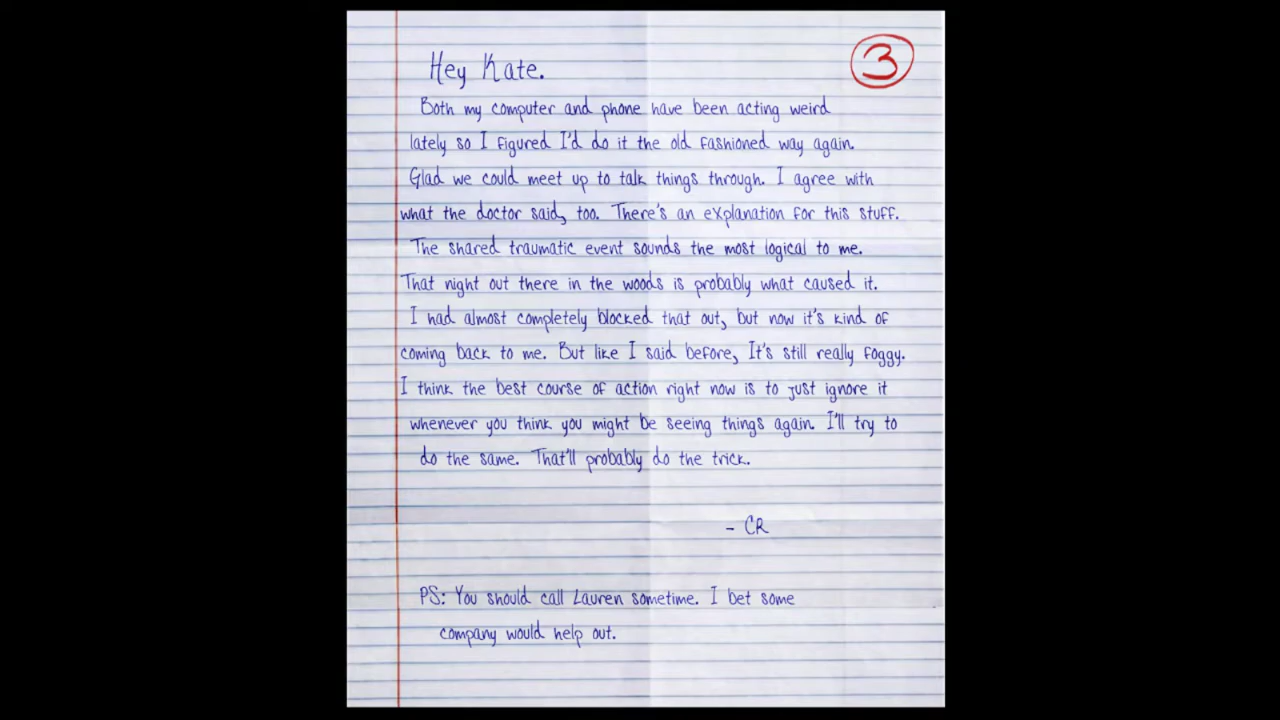 3
Hey Kate.
Both my computer and phone have been acting weird
lately so I figured I'd do it the old fashioned way again.
Glad we could meet up to talk things through. I agree with
what the doctor said, too. There's an explanation for this stuff.
The shared traumatic event sounds the most logical to me.
That night out there in the woods is probably what caused it.
I had almost completely blocked that out, but now it's kind of
coming back to me. But like I said before, It's still really foggy.
I think the best course of action right now is to just ignore it
whenever you think you might be seeing things again. I'll try to
do the same. That'll probably do the trick.
- CR
PS: You should call Lauren sometime. I bet some
company would help out.